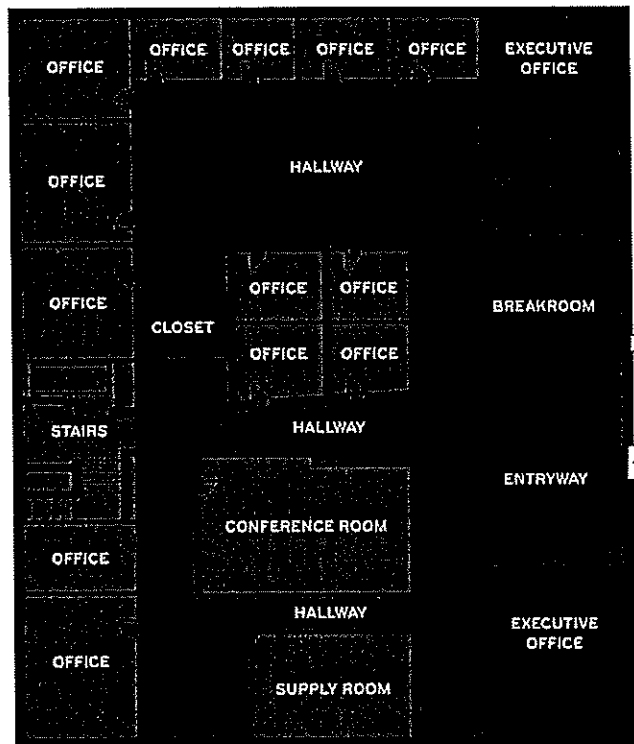 OFFICE
OFFICE
OFFICE
OFFICE
OFFICE
EXECUTIVE
OFFICE
OFFICE
HALLWAY
OFFICE
OFFICE
OFFICE
BREAKROOM
CLOSET
OFFICE
OFFICE
STAIRS
HALLWAY
ENTRYWAY
CONFERENCE ROOM
OFFICE
HALLWAY
EXECUTIVE
OFFICE
OFFICE
SUPPLY ROOM